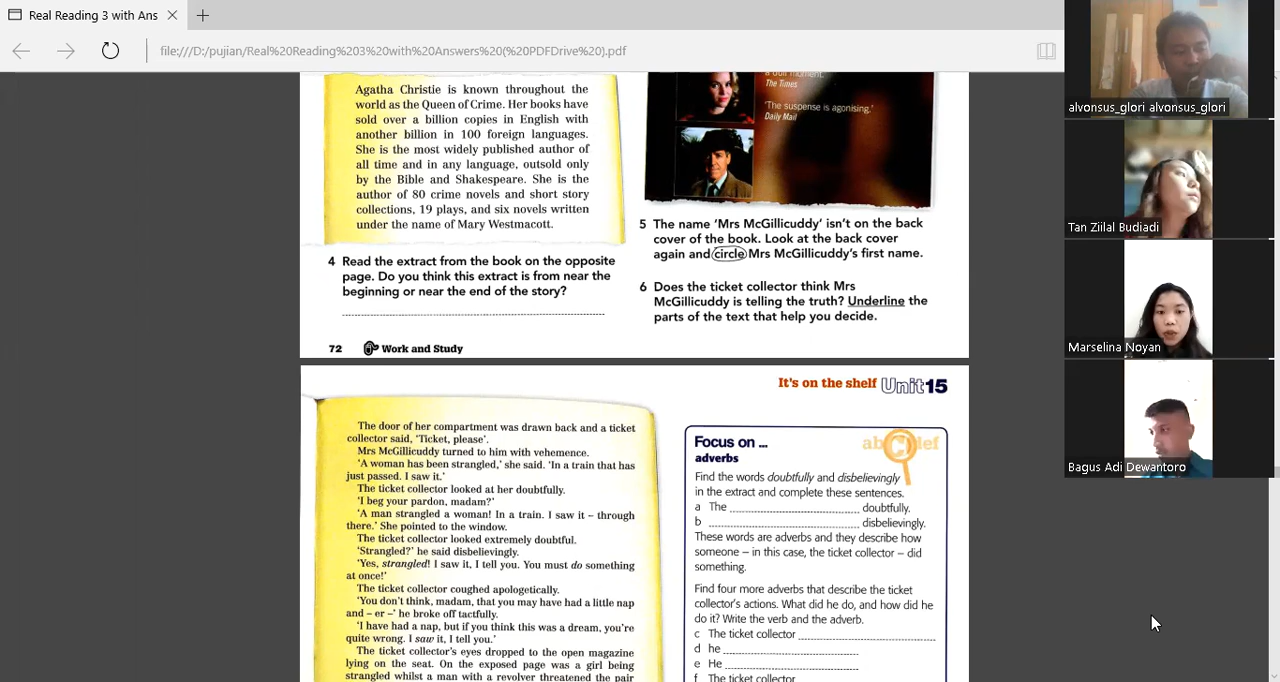 Real Reading 3 with Ans
file:///D:/pujian/Real%20Reading%203%20with%20Answers%20(%20PDFDrive%20).pdf
Agatha Christie is known throughout the
world as the Queen of Crime. Her books have
sold over a billion copies in English with
another billion in 100 foreign languages.
She is the most widely published author of
all time and in any language, outsold only
by the Bible and Shakespeare. She is the
author of 80 crime novels and short story
collections, 19 plays, and six novels written
under the name of Mary Westmacott.
4 Read the extract from the book on the opposite
page. Do you think this extract is from near the
beginning or near the end of the story?
72 Work and Study
a dull moment.'
The Times
'The suspense is agonising.'
Daily Mail
5 The name 'Mrs McGillicuddy' isn't on the back
cover of the book. Look at the back cover
again and circle Mrs McGillicuddy's first name.
6 Does the ticket collector think Mrs
McGillicuddy is telling the truth? Underline the
parts of the text that help you decide.
It's on the shelf Unit 15
The door of her compartment was drawn back and a ticket
collector said, 'Ticket, please'.
Mrs McGillicuddy turned to him with vehemence.
'A woman has been strangled,' she said. 'In a train that has
just passed. I saw it.'
The ticket collector looked at her doubtfully.
'I beg your pardon, madam?'
'A man strangled a woman! In a train. I saw it – through
there.' She pointed to the window.
The ticket collector looked extremely doubtful.
'Strangled?' he said disbelievingly.
'Yes, strangled! I saw it, I tell you. You must do something
at once!'
The ticket collector coughed apologetically.
'You don't think, madam, that you may have had a little nap
and – er –' he broke off tactfully.
'I have had a nap, but if you think this was a dream, you're
quite wrong. I saw it, I tell you.'
The ticket collector's eyes dropped to the open magazine
lying on the seat. On the exposed page was a girl being
strangled whilst a man with a revolver threatened the pair
Focus on ...
adverbs
abcdef
Find the words doubtfully and disbelievingly
in the extract and complete these sentences.
a The doubtfully.
b disbelievingly.
These words are adverbs and they describe how
someone – in this case, the ticket collector – did
something.
Find four more adverbs that describe the ticket
collector's actions. What did he do, and how did he
do it? Write the verb and the adverb.
c The ticket collector
d he
e He
f The ticket collector
alvonsus_glori alvonsus_glori
Tan Ziilal Budiadi
Marselina Noyan
Bagus Adi Dewantoro